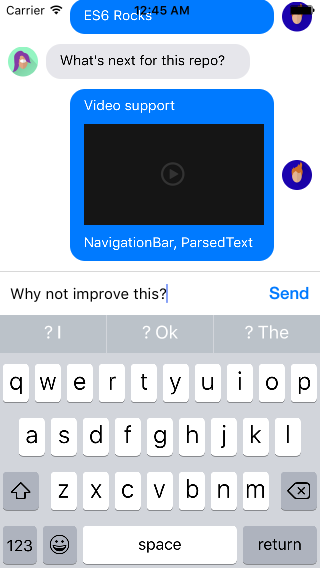 Carrier 12:45 AM
ES6 Rocks
What's next for this repo?
Video support
NavigationBar, ParsedText
Why not improve this? Send
? I ? Ok ? The
q w e r t y u i o p
a s d f g h j k l
z x c v b n m
123 space return